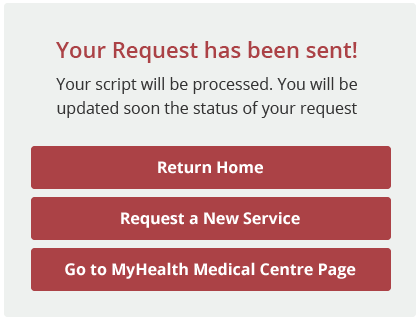 Your Request has been sent!
Your script will be processed. You will be
updated soon the status of your request
Return Home
Request a New Service
Go to MyHealth Medical Centre Page